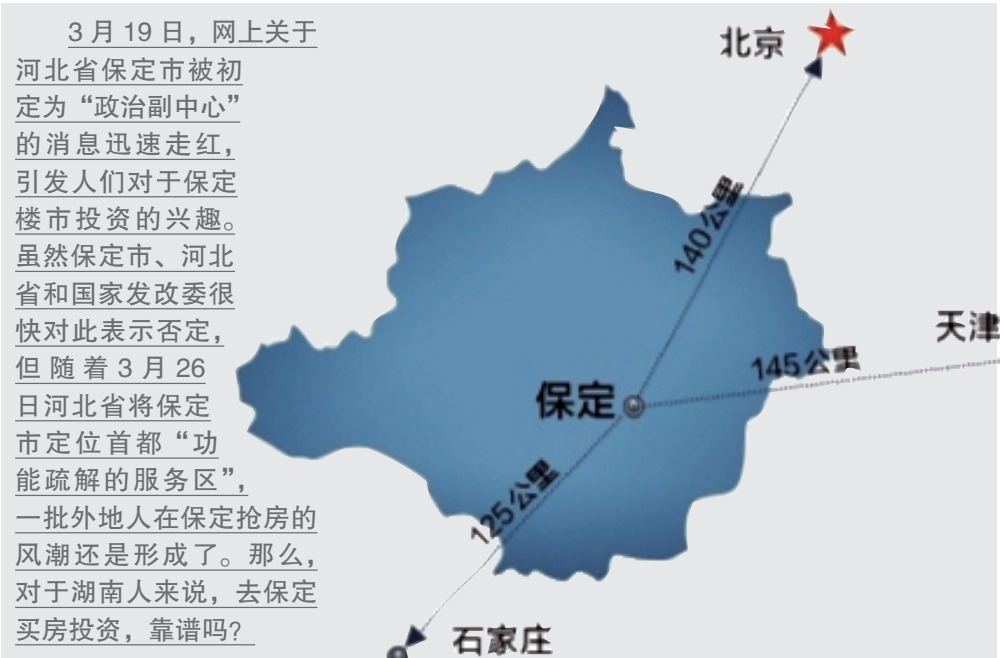 3月19日，网上关于
河北省保定市被初
定为“政治副中心”
的消息迅速走红，
引发人们对于保定
楼市投资的兴趣。
虽然保定市、河北
省和国家发改委很
快对此表示否定，
但随着3月26
日河北省将保定
市定位首都“功
能疏解的服务区”，
一批外地人在保定抢房的
风潮还是形成了。那么，
对于湖南人来说，去保定
买房投资，靠谱吗？
北京
140公里
天津
145公里
保定
125公里
石家庄